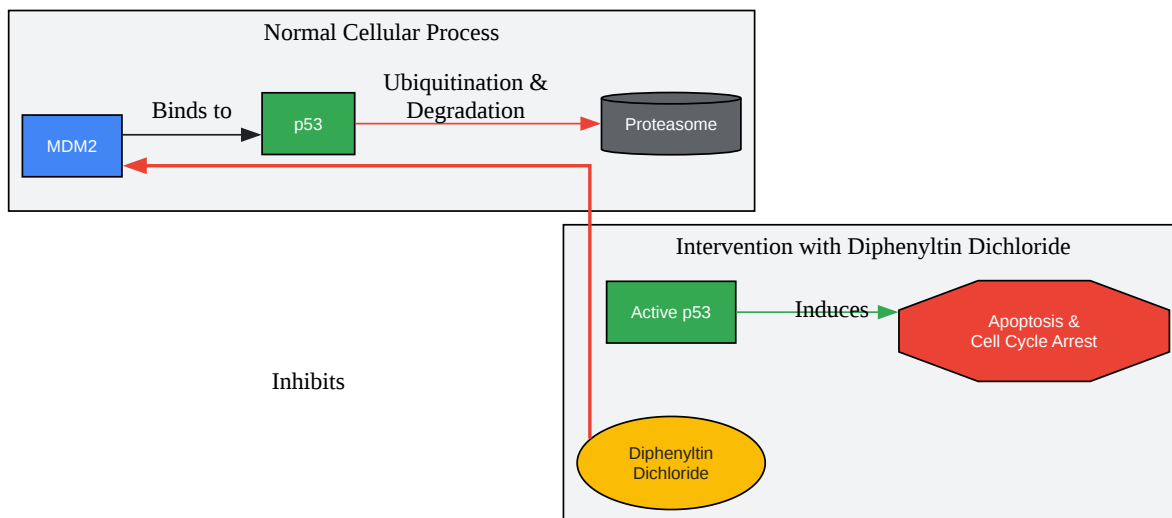 Normal Cellular Process
Ubiquitination &
Degradation
Binds to
p53
Proteasome
MDM2
Intervention with Diphenyltin Dichloride
Active p53
Induces
Apoptosis &
Cell Cycle Arrest
Inhibits
Diphenyltin
Dichloride